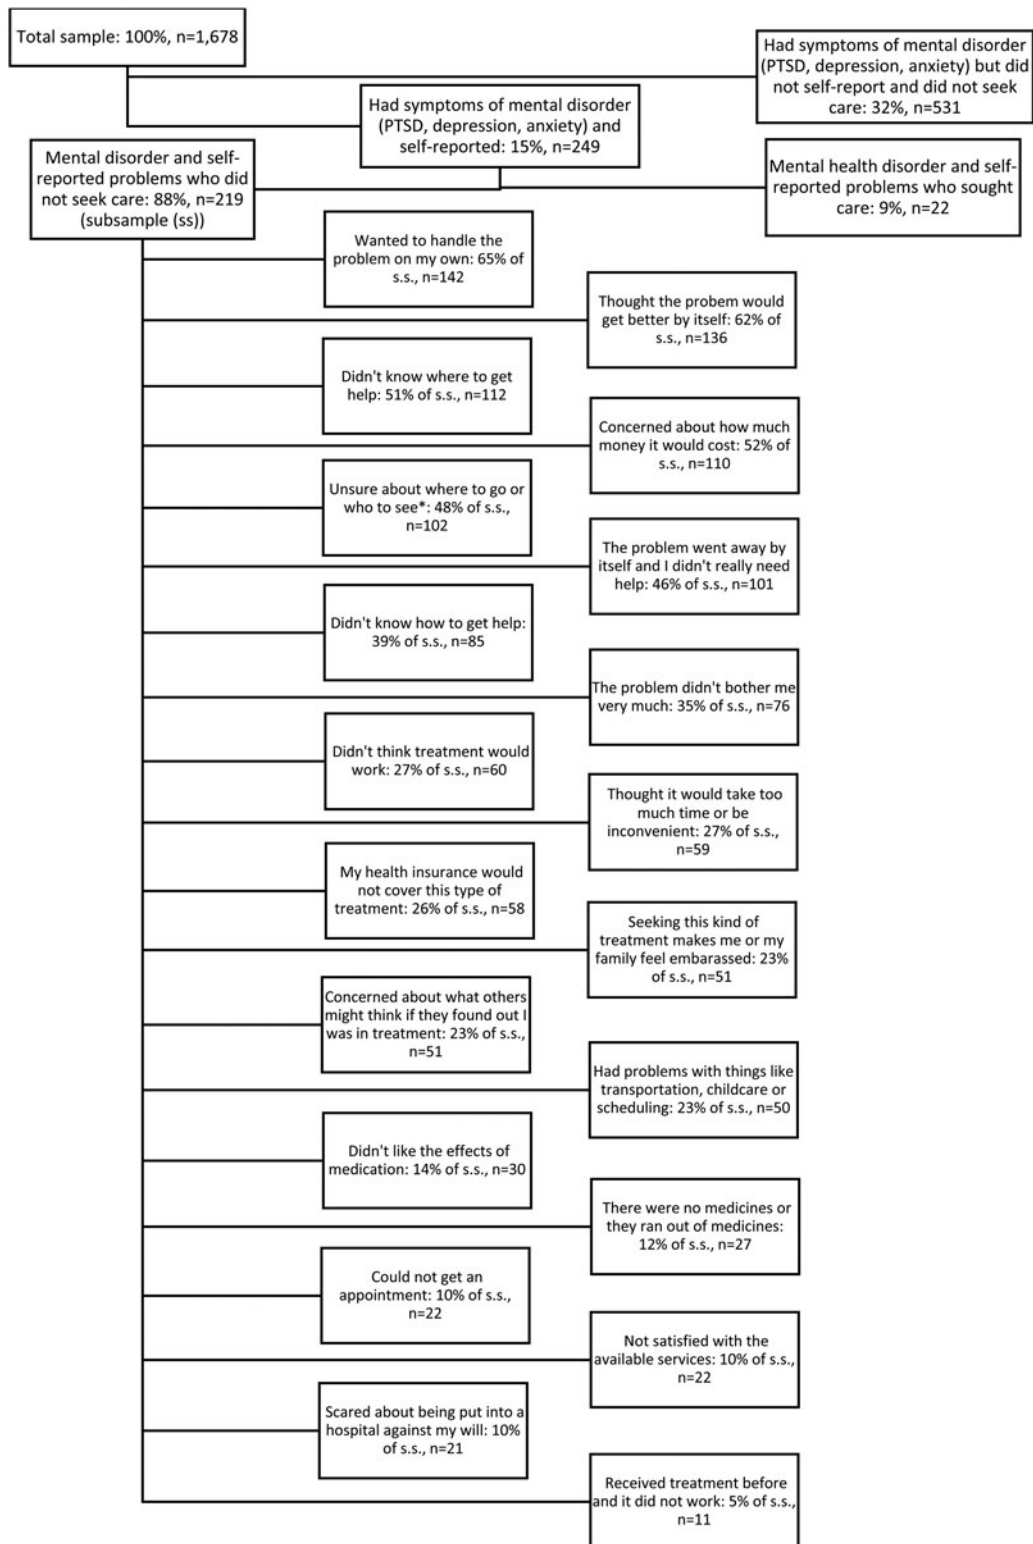 Total sample: 100%, n=1,678
Had symptoms of mental disorder
(PTSD, depression, anxiety) but did
not self-report and did not seek
care: 32%, n=531
Had symptoms of mental disorder
(PTSD, depression, anxiety) and
self-reported: 15%, n=249
Mental disorder and self-
reported problems who did
not seek care: 88%, n=219
(subsample (ss))
Mental health disorder and self-
reported problems who sought
care: 9%, n=22
Wanted to handle the
problem on my own: 65%
of s.s., n=142
Thought the probem would
get better by itself: 62% of
s.s., n=136
Didn't know where to get
help: 51% of s.s., n=112
Concerned about how much
money it would cost: 52% of
s.s., n=110
Unsure about where to go or
who to see*: 48% of s.s.,
n=102
The problem went away by
itself and I didn't really need
help: 46% of s.s., n=101
Didn't know how to get help:
39% of s.s., n=85
The problem didn't bother me
very much: 35% of s.s., n=76
Didn't think treatment would
work: 27% of s.s., n=60
Thought it would take too
much time or be
inconvenient: 27% of s.s.,
n=59
My health insurance would
not cover this type of
treatment: 26% of s.s., n=58
Seeking this kind of
treatment makes me or my
family feel embarassed: 23%
of s.s., n=51
Concerned about what others
might think if they found out I
was in treatment: 23% of s.s.,
n=51
Had problems with things like
transportation, childcare or
scheduling: 23% of s.s., n=50
Didn't like the effects of
medication: 14% of s.s., n=30
There were no medicines or
they ran out of medicines:
12% of s.s., n=27
Could not get an
appointment: 10% of s.s.,
n=22
Not satisfied with the
available services: 10% of s.s.,
n=22
Scared about being put into a
hospital against my will: 10%
of s.s., n=21
Received treatment before
and it did not work: 5% of s.s.,
n=11